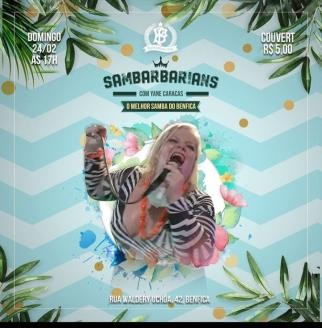 DOMINGO
24/02
ÀS 17H
COUVERT
R$ 5,00
SAMBARBARIANS
COM YANE CARACAS
O MELHOR SAMBA DO BENFICA
RUA WALDERY UCHOA, 42, BENFICA